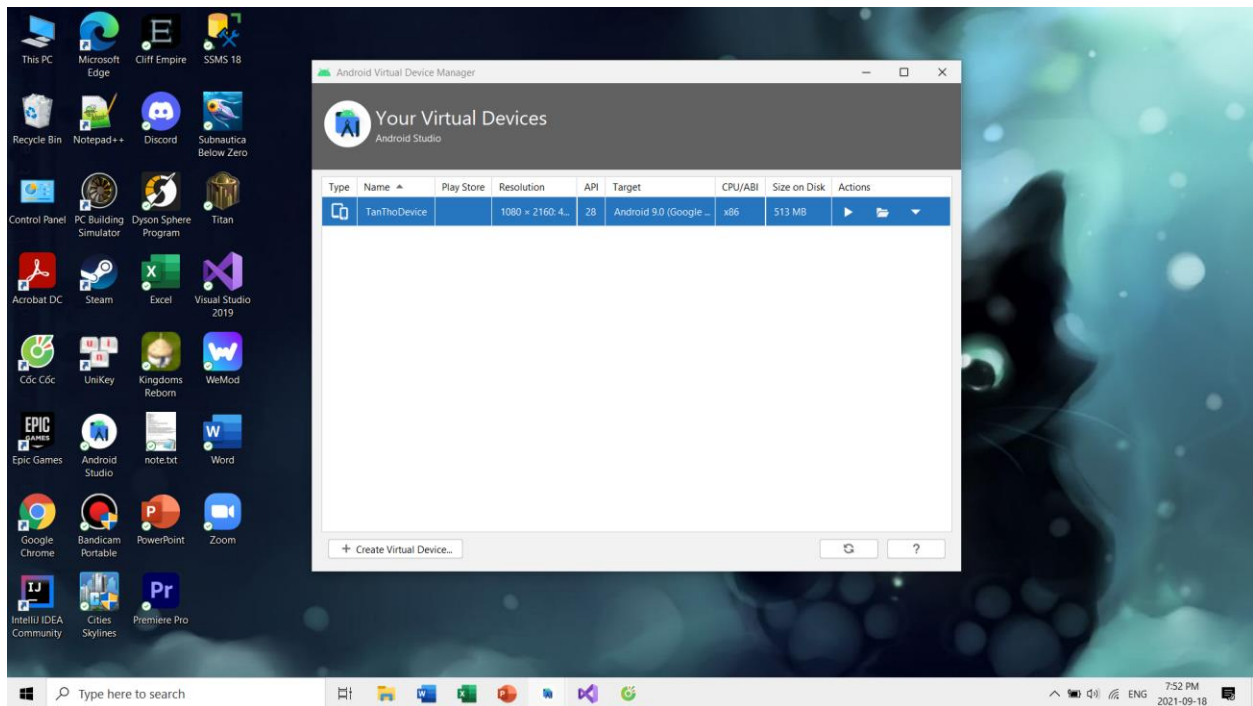 This PC
Microsoft
Edge
Cliff Empire
SSMS 18
Recycle Bin
Notepad++
Discord
Subnautica
Below Zero
Control Panel
PC Building
Simulator
Dyson Sphere
Program
Titan
Acrobat DC
Steam
Excel
Visual Studio
2019
Cốc Cốc
UniKey
Kingdoms
Reborn
WeMod
EPIC
GAMES
Epic Games
Android
Studio
note.txt
Word
Google
Chrome
Bandicam
Portable
PowerPoint
Zoom
IntelliJ IDEA
Community
Cities
Skylines
Premiere Pro
Android Virtual Device Manager
Your Virtual Devices
Android Studio
Type Name Play Store Resolution API Target CPU/ABI Size on Disk Actions
TanThoDevice 1080 × 2160: 4... 28 Android 9.0 (Google ... x86 513 MB
+ Create Virtual Device...
?
Type here to search
ENG
7:52 PM
2021-09-18